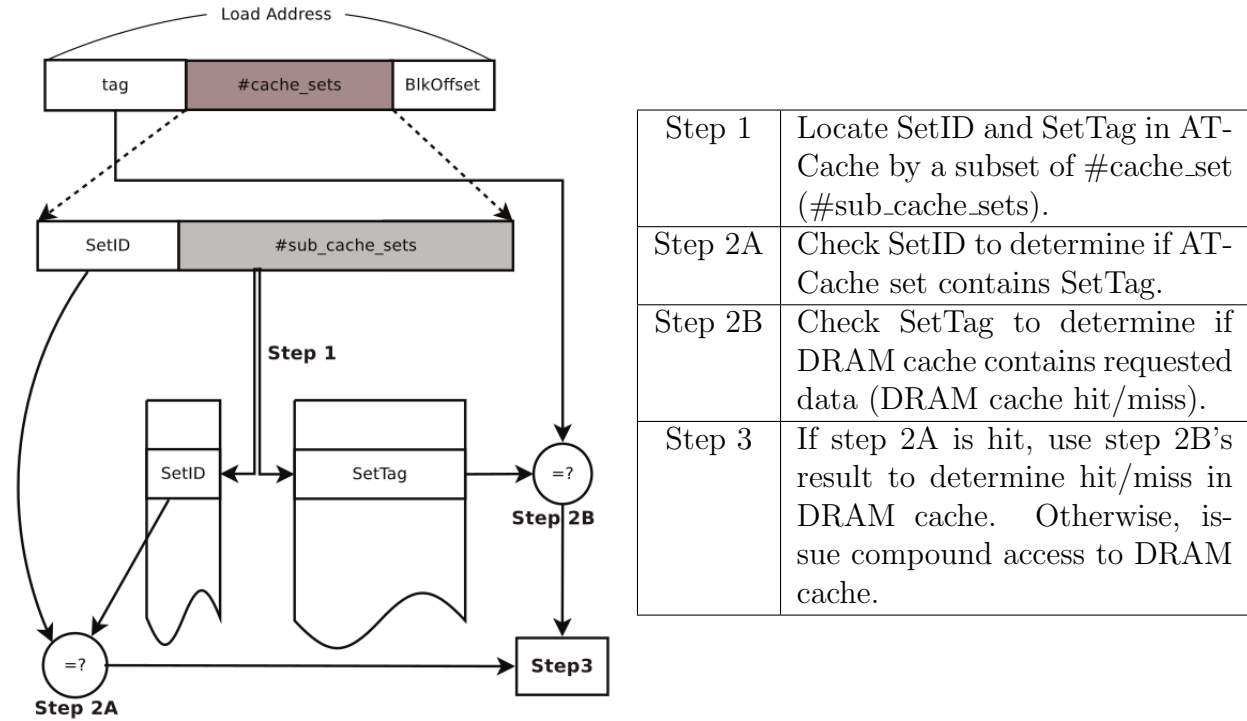 Load Address
tag #cache_sets BlkOffset
SetID #sub_cache_sets
Step 1
SetID SetTag =?
Step 2B
=? Step3
Step 2A
Step 1 Locate SetID and SetTag in AT-
Cache by a subset of #cache_set
(#sub_cache_sets).
Step 2A Check SetID to determine if AT-
Cache set contains SetTag.
Step 2B Check SetTag to determine if
DRAM cache contains requested
data (DRAM cache hit/miss).
Step 3 If step 2A is hit, use step 2B's
result to determine hit/miss in
DRAM cache. Otherwise, is-
sue compound access to DRAM
cache.